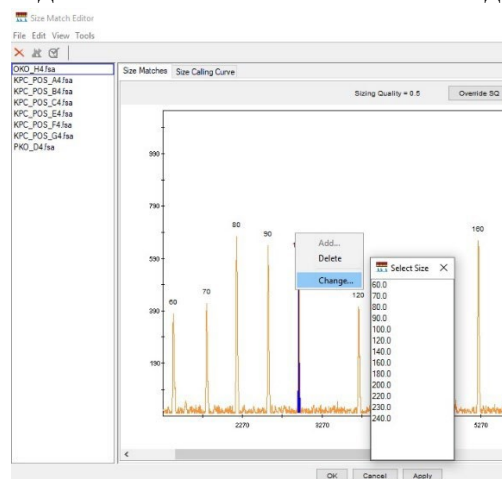 Size Match Editor
File Edit View Tools
OKO_H4.fsa
KPC_POS_A4.fsa
KPC_POS_B4.fsa
KPC_POS_C4.fsa
KPC_POS_E4.fsa
KPC_POS_F4.fsa
KPC_POS_G4.fsa
PKO_D4.fsa
Size Matches Size Calling Curve
Sizing Quality = 0.5 Override SQ
990
790
590
390
190
60 70 80 90 120 160
Add...
Delete
Change...
Select Size
60.0
70.0
80.0
90.0
100.0
120.0
140.0
160.0
180.0
200.0
220.0
230.0
240.0
2270 3270 5270
OK Cancel Apply